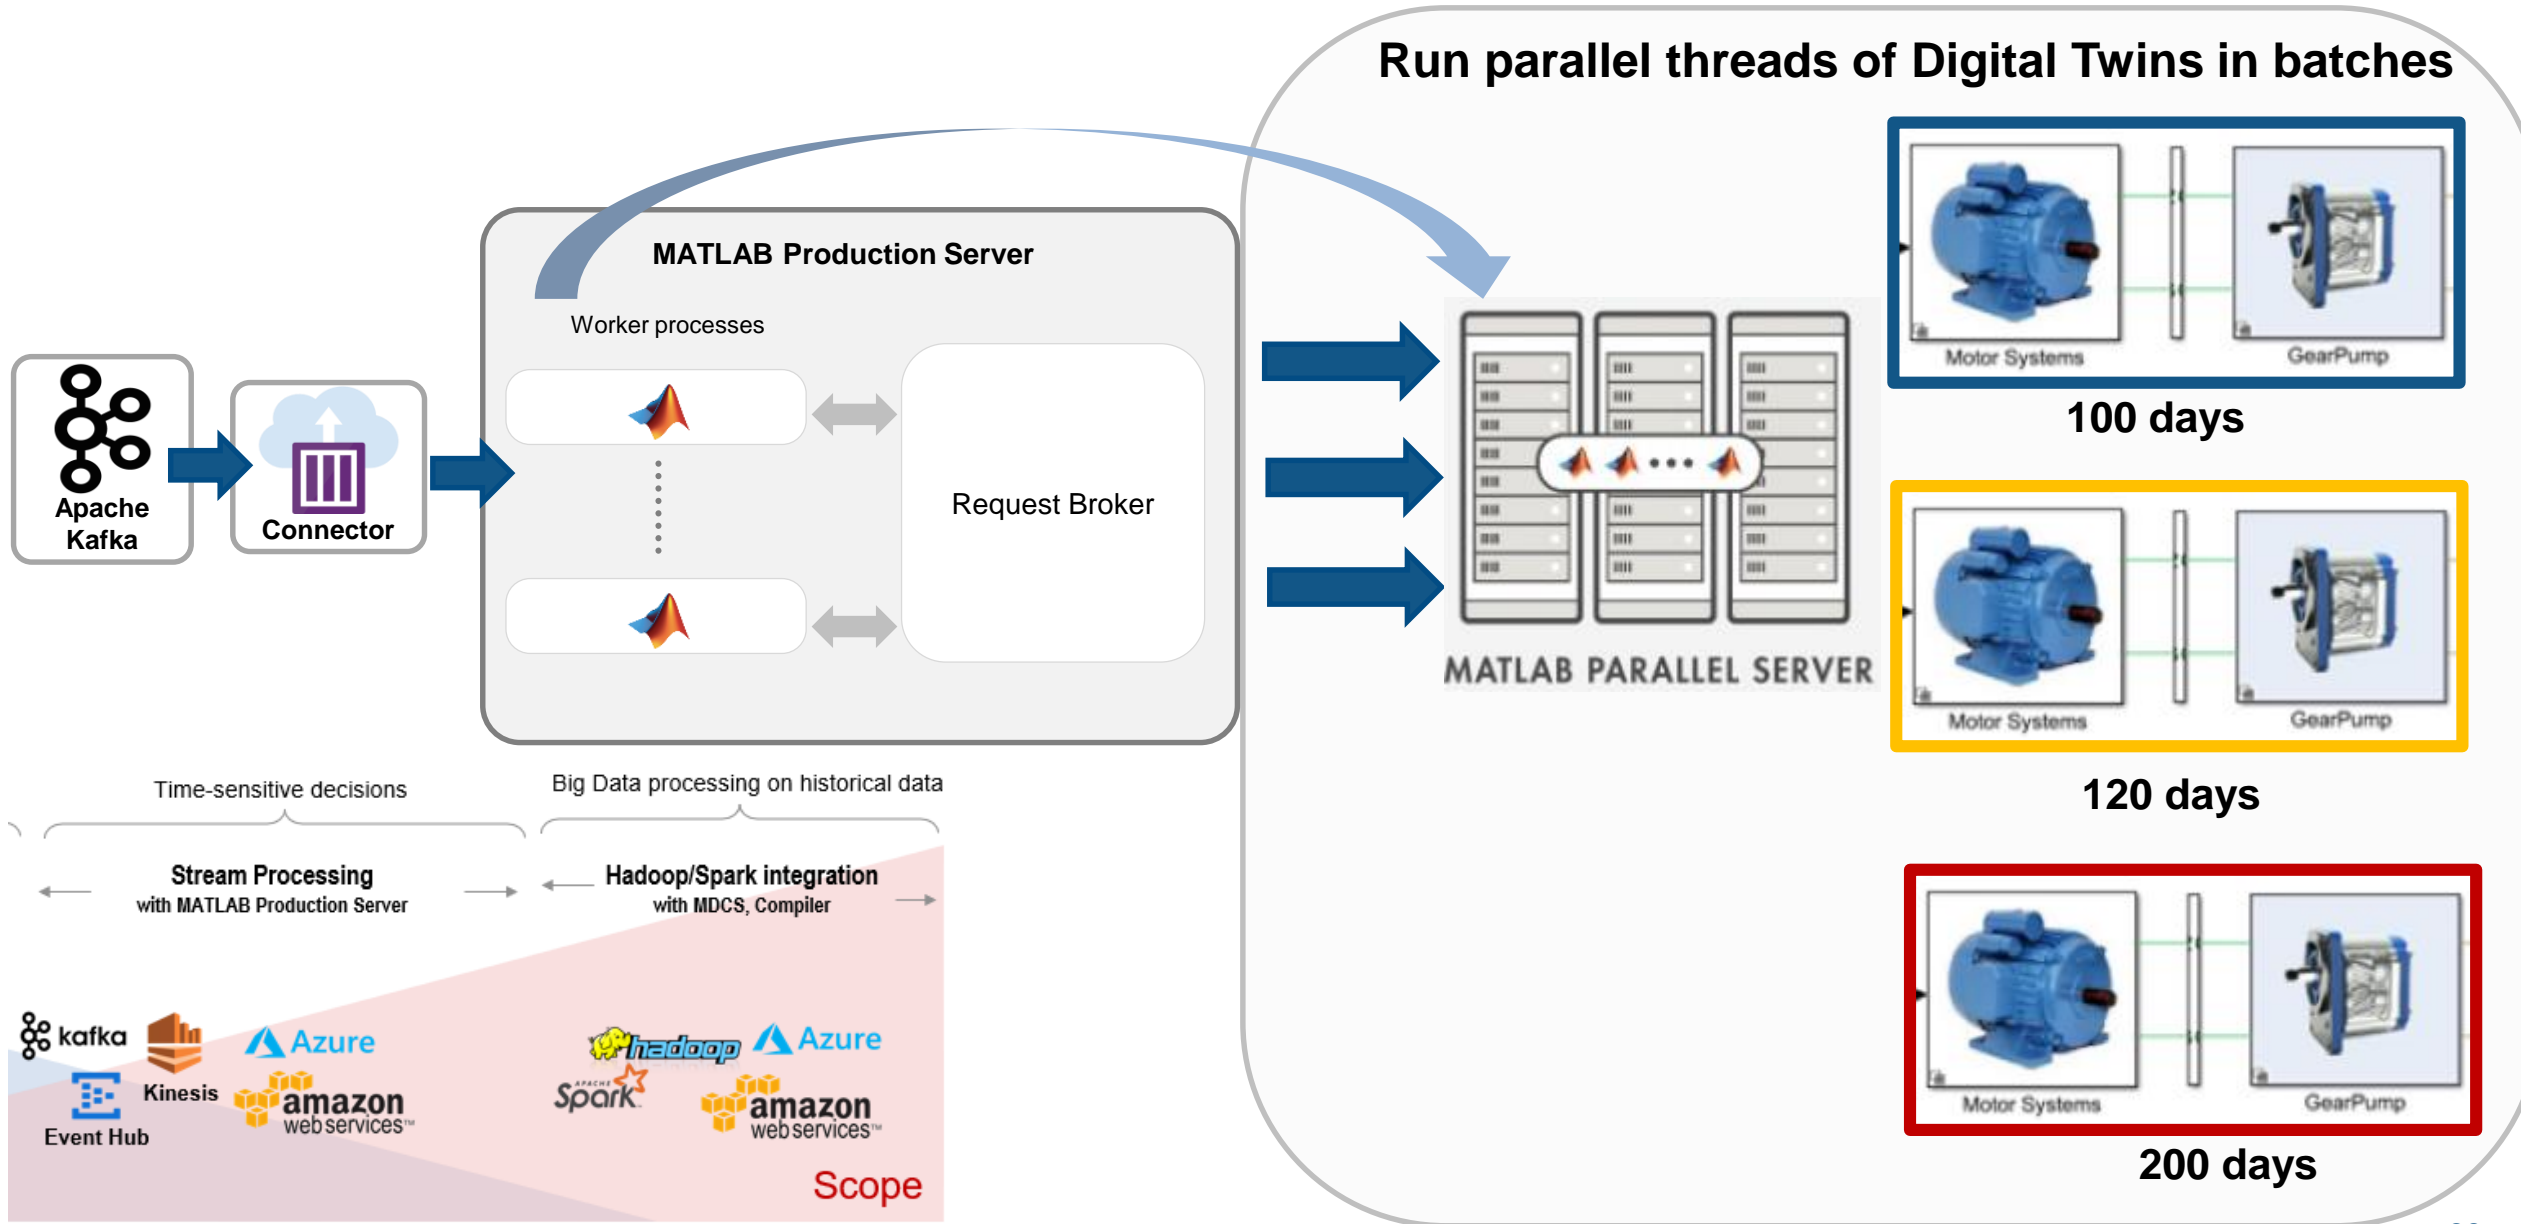 Run parallel threads of Digital Twins in batches
MATLAB Production Server
Worker processes
Request Broker
Apache
Kafka
Connector
MATLAB PARALLEL SERVER
Motor Systems
GearPump
100 days
Motor Systems
GearPump
120 days
Motor Systems
GearPump
200 days
Time-sensitive decisions
Big Data processing on historical data
Stream Processing
with MATLAB Production Server
Hadoop/Spark integration
with MDCS, Compiler
kafka
Kinesis
Azure
Event Hub
amazon
web services™
hadoop
Azure
APACHE
Spark
amazon
web services™
Scope